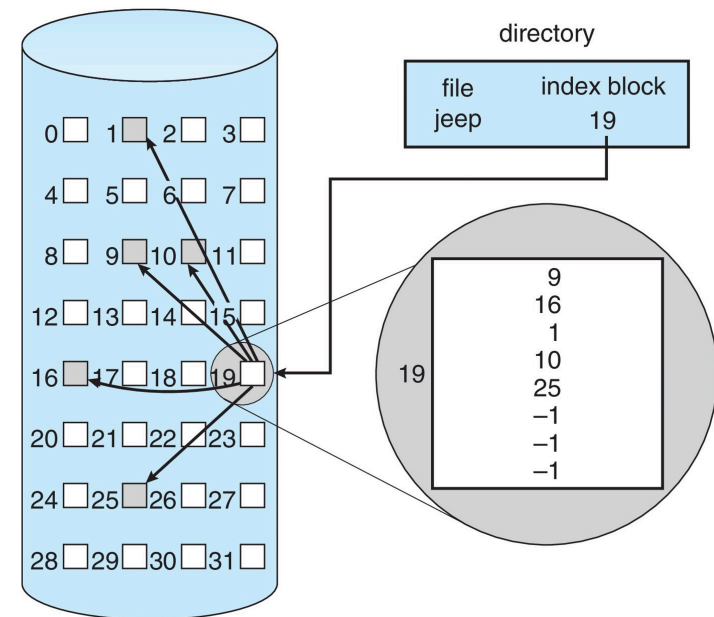 directory
file index block
jeep 19
0 1 2 3
4 5 6 7
8 9 10 11
12 13 14 15
16 17 18 19
20 21 22 23
24 25 26 27
28 29 30 31
19
9
16
1
10
25
–1
–1
–1